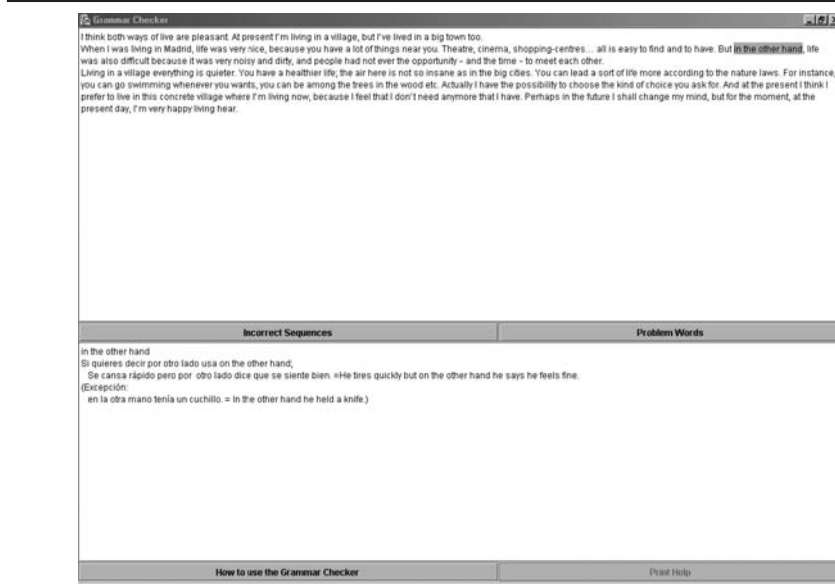 Grammar Checker
I think both ways of live are pleasant. At present I'm living in a village, but I've lived in a big town too.
When I was living in Madrid, life was very nice, because you have a lot of things near you. Theatre, cinema, shopping-centres... all is easy to find and to have. But in the other hand, life
was also difficult because it was very noisy and dirty, and people had not ever the opportunity - and the time - to meet each other.
Living in a village everything is quieter. You have a healthier life; the air here is not so insane as in the big cities. You can lead a sort of life more according to the nature laws. For instance,
you can go swimming whenever you wants, you can be among the trees in the wood etc. Actually I have the possibility to choose the kind of choice you ask for. And at the present I think I
prefer to live in this concrete village where I'm living now, because I feel that I don't need anymore that I have. Perhaps in the future I shall change my mind, but for the moment, at the
present day, I'm very happy living hear.
Incorrect Sequences
Problem Words
in the other hand
Si quieres decir por otro lado usa on the other hand;
Se cansa rápido pero por otro lado dice que se siente bien. =He tires quickly but on the other hand he says he feels fine.
(Excepción:
en la otra mano tenía un cuchillo. = In the other hand he held a knife.)
How to use the Grammar Checker
Print Help